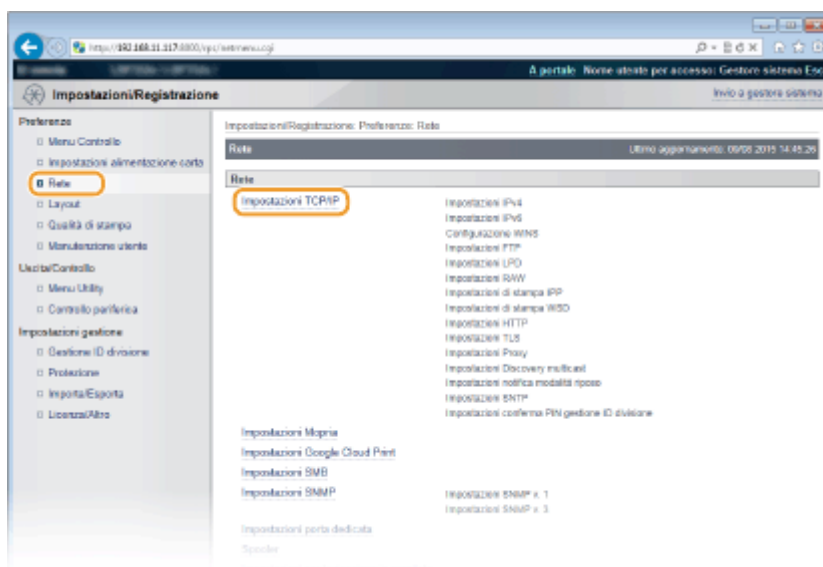 http://192.168.11.117:8000/rps/netmenu.cgi
A portale Nome utente per accesso: Gestore sistema Esc
Impostazioni/Registrazione
Invio a gestore sistema
Preferenze
Menu Controllo
Impostazioni alimentazione carta
Rete
Layout
Qualità di stampa
Manutenzione utente
Uscita/Controllo
Menu Utility
Controllo periferica
Impostazioni gestione
Gestione ID divisione
Protezione
Importa/Esporta
Licenza/Altro
Impostazioni/Registrazione: Preferenze: Rete
Rete
Ultimo aggiornamento: 2015 14:45:26
Rete
Impostazioni TCP/IP
Impostazioni IPv4
Impostazioni IPv6
Configurazione WINS
Impostazioni FTP
Impostazioni LPD
Impostazioni RAW
Impostazioni di stampa IPP
Impostazioni di stampa WSD
Impostazioni HTTP
Impostazioni TLS
Impostazioni Proxy
Impostazioni Discovery multicast
Impostazioni notifica modalità riposo
Impostazioni SNTP
Impostazioni conferma PIN gestione ID divisione
Impostazioni Mopria
Impostazioni Google Cloud Print
Impostazioni SMB
Impostazioni SNMP
Impostazioni SNMP v. 1
Impostazioni SNMP v. 3
Impostazioni porta dedicata
Spooler